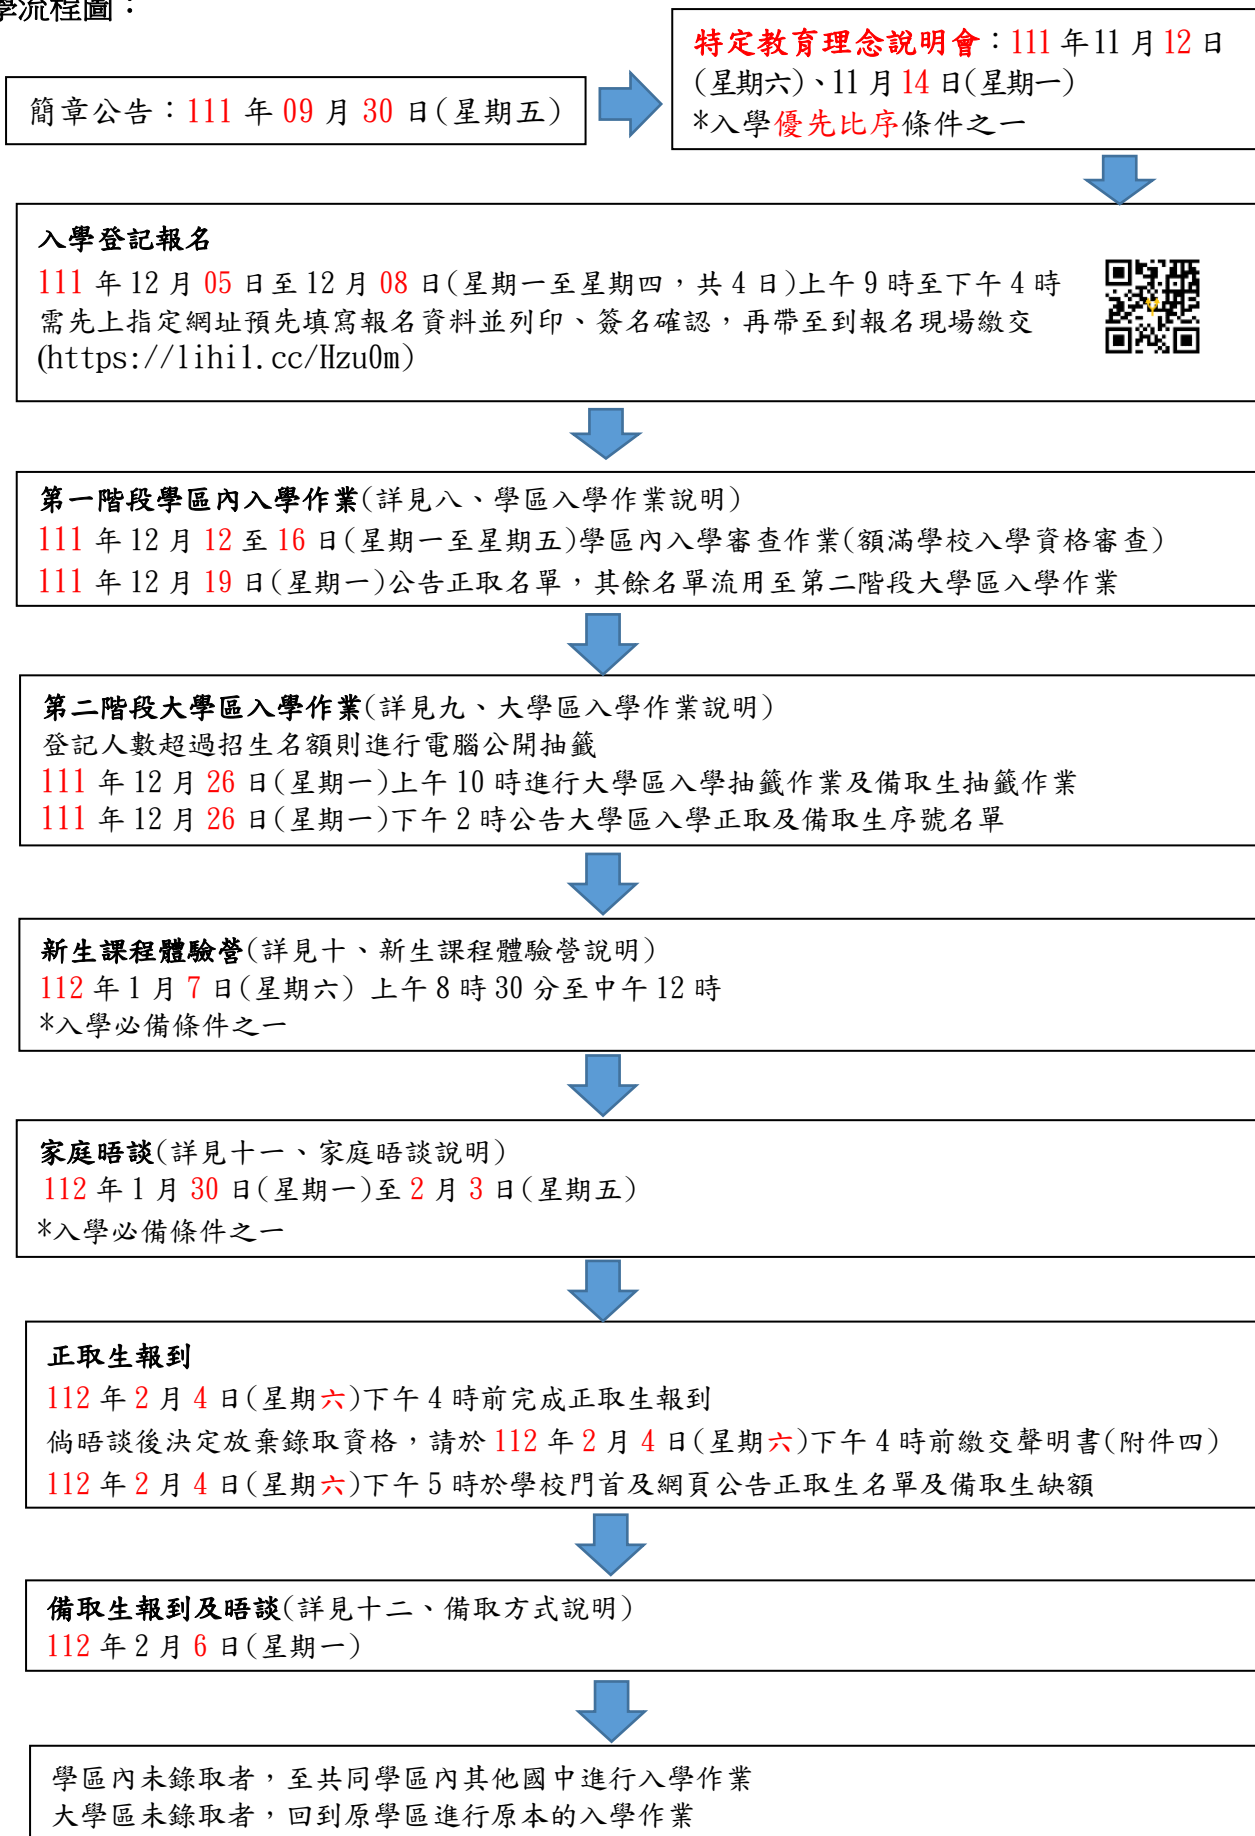 學流程圖：
簡章公告：111 年 09 月 30 日(星期五)
特定教育理念說明會：111 年 11 月 12 日
(星期六)、11 月 14 日(星期一)
*入學優先比序條件之一
入學登記報名
111 年 12 月 05 日至 12 月 08 日(星期一至星期四，共 4 日)上午 9 時至下午 4 時
需先上指定網址預先填寫報名資料並列印、簽名確認，再帶至到報名現場繳交
(https://lihi1.cc/Hzu0m)
第一階段學區內入學作業(詳見八、學區入學作業說明)
111 年 12 月 12 至 16 日(星期一至星期五)學區內入學審查作業(額滿學校入學資格審查)
111 年 12 月 19 日(星期一)公告正取名單，其餘名單流用至第二階段大學區入學作業
第二階段大學區入學作業(詳見九、大學區入學作業說明)
登記人數超過招生名額則進行電腦公開抽籤
111 年 12 月 26 日(星期一)上午 10 時進行大學區入學抽籤作業及備取生抽籤作業
111 年 12 月 26 日(星期一)下午 2 時公告大學區入學正取及備取生序號名單
新生課程體驗營(詳見十、新生課程體驗營說明)
112 年 1 月 7 日(星期六) 上午 8 時 30 分至中午 12 時
*入學必備條件之一
家庭晤談(詳見十一、家庭晤談說明)
112 年 1 月 30 日(星期一)至 2 月 3 日(星期五)
*入學必備條件之一
正取生報到
112 年 2 月 4 日(星期六)下午 4 時前完成正取生報到
倘晤談後決定放棄錄取資格，請於 112 年 2 月 4 日(星期六)下午 4 時前繳交聲明書(附件四)
112 年 2 月 4 日(星期六)下午 5 時於學校門首及網頁公告正取生名單及備取生缺額
備取生報到及晤談(詳見十二、備取方式說明)
112 年 2 月 6 日(星期一)
學區內未錄取者，至共同學區內其他國中進行入學作業
大學區未錄取者，回到原學區進行原本的入學作業